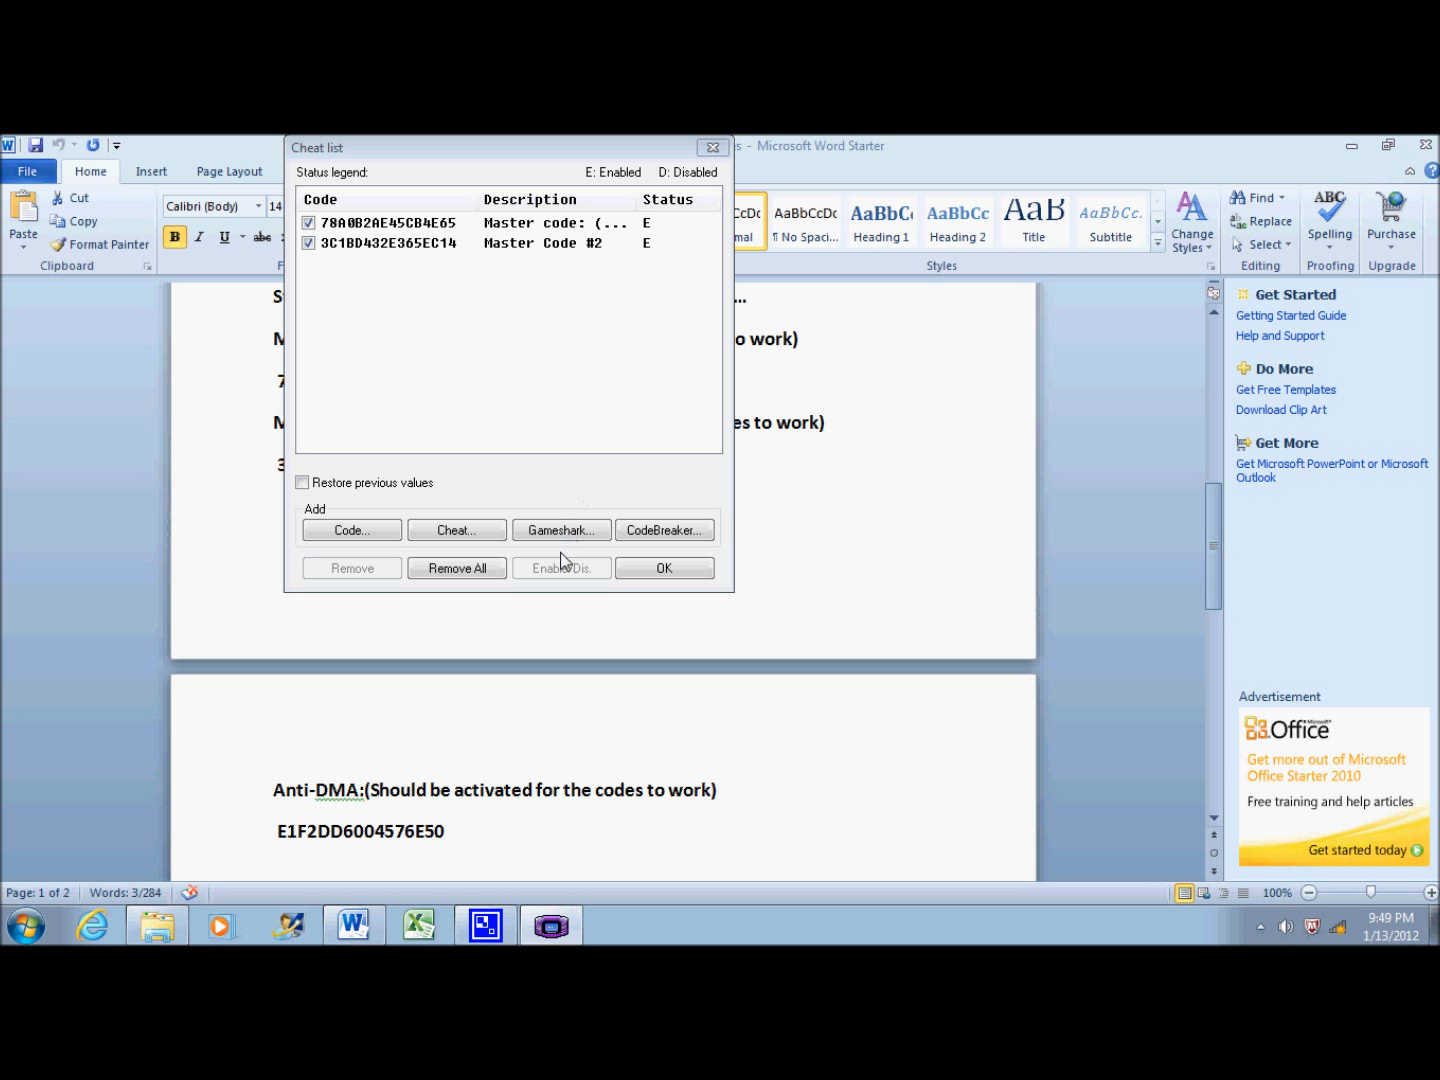 Cheat list
s - Microsoft Word Starter
File Home Insert Page Layout
Status legend: E: Enabled D: Disabled
Code Description Status
78A0B2AE45CB4E65 Master code: (... E
3C1BD432E365EC14 Master Code #2 E
Paste
Cut
Copy
Format Painter
Clipboard
Calibri (Body) 14
B I U abc
F
Restore previous values
Add
Code... Cheat... Gameshark... CodeBreaker...
Remove Remove All Enable/Dis. OK
AaBbCcDc AaBbC AaBbCc AaB AaBbCc.
mal ¶ No Spaci... Heading 1 Heading 2 Title Subtitle
Change
Styles
Styles
Find
Replace
Select
Editing
ABC
Spelling
Proofing
Purchase
Upgrade
...
o work)
es to work)
Anti-DMA:(Should be activated for the codes to work)
E1F2DD6004576E50
Get Started
Getting Started Guide
Help and Support
Do More
Get Free Templates
Download Clip Art
Get More
Get Microsoft PowerPoint or Microsoft
Outlook
Advertisement
Microsoft
Office
Get more out of Microsoft
Office Starter 2010
Free training and help articles
Get started today
Page: 1 of 2 Words: 3/284
100%
9:49 PM
1/13/2012